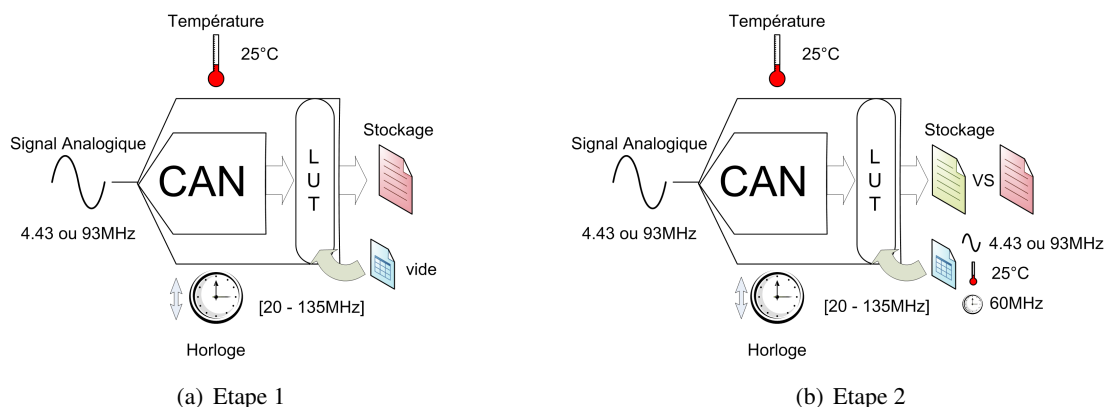 Température
25°C
Signal Analogique
CAN
LUT
Stockage
4.43 ou 93MHz
vide
[20 - 135MHz]
Horloge
(a) Etape 1
Température
25°C
Signal Analogique
CAN
LUT
Stockage
VS
4.43 ou 93MHz
4.43 ou 93MHz
25°C
60MHz
[20 - 135MHz]
Horloge
(b) Etape 2